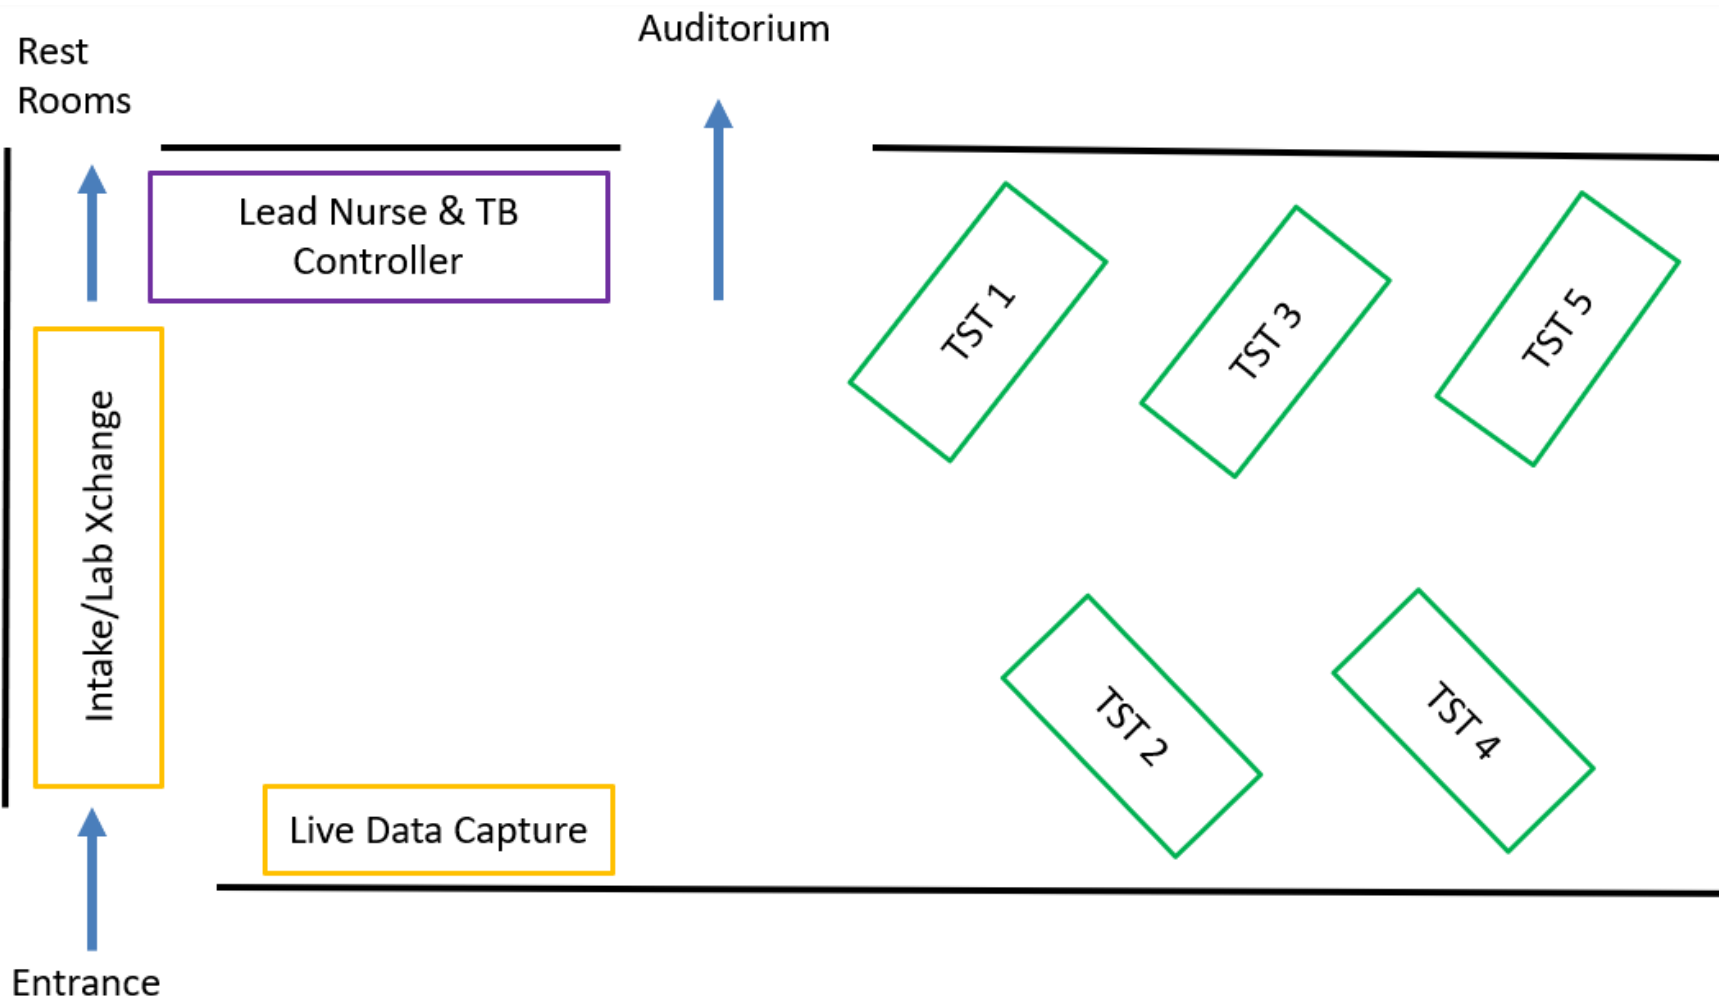 Auditorium
Rest
Rooms
Lead Nurse & TB
Controller
TST 1
TST 3
TST 5
Intake/Lab Xchange
TST 2
TST 4
Live Data Capture
Entrance